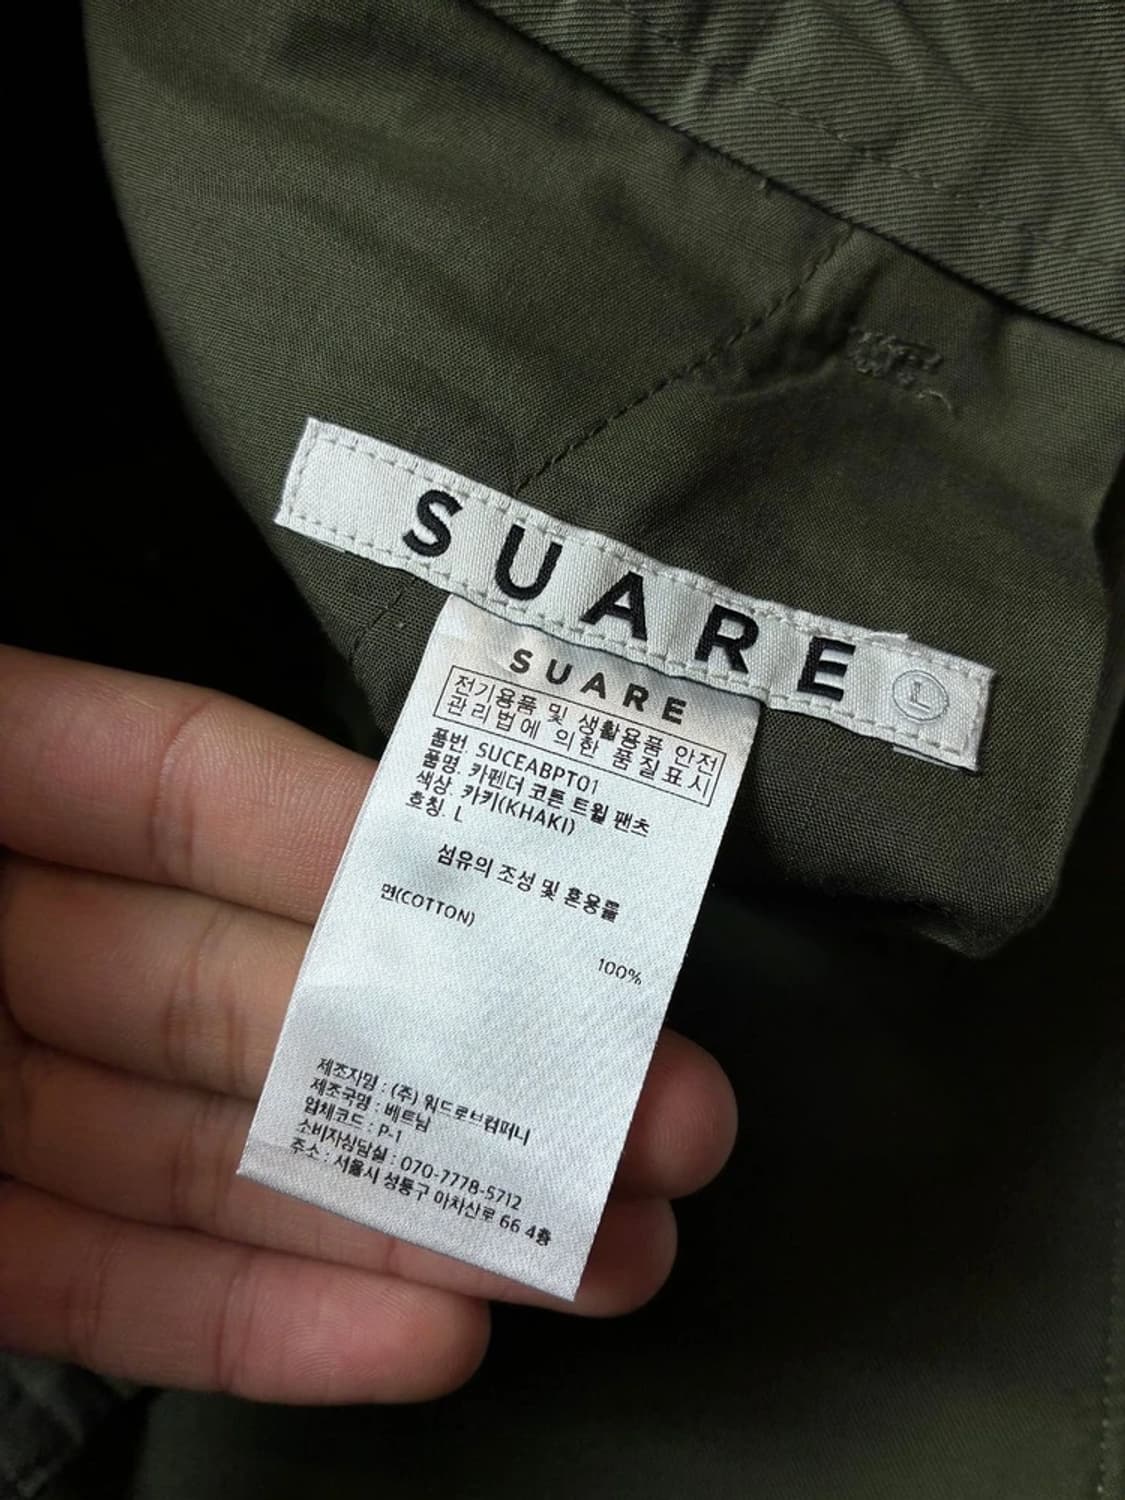 SUARE L
SUARE
전기용품 및 생활용품 안전
관리법에 의한 품질표시
품번. SUCEABPT01
품명. 카펜더 코튼 트윌 팬츠
색상. 카키(KHAKI)
호칭. L
섬유의 조성 및 혼용률
면(COTTON)
100%
제조자명 : (주) 워드로브컴퍼니
제조국명 : 베트남
업체코드 : P-1
소비자상담실 : 070-7778-5712
주소 : 서울시 성동구 아차산로 66 4층